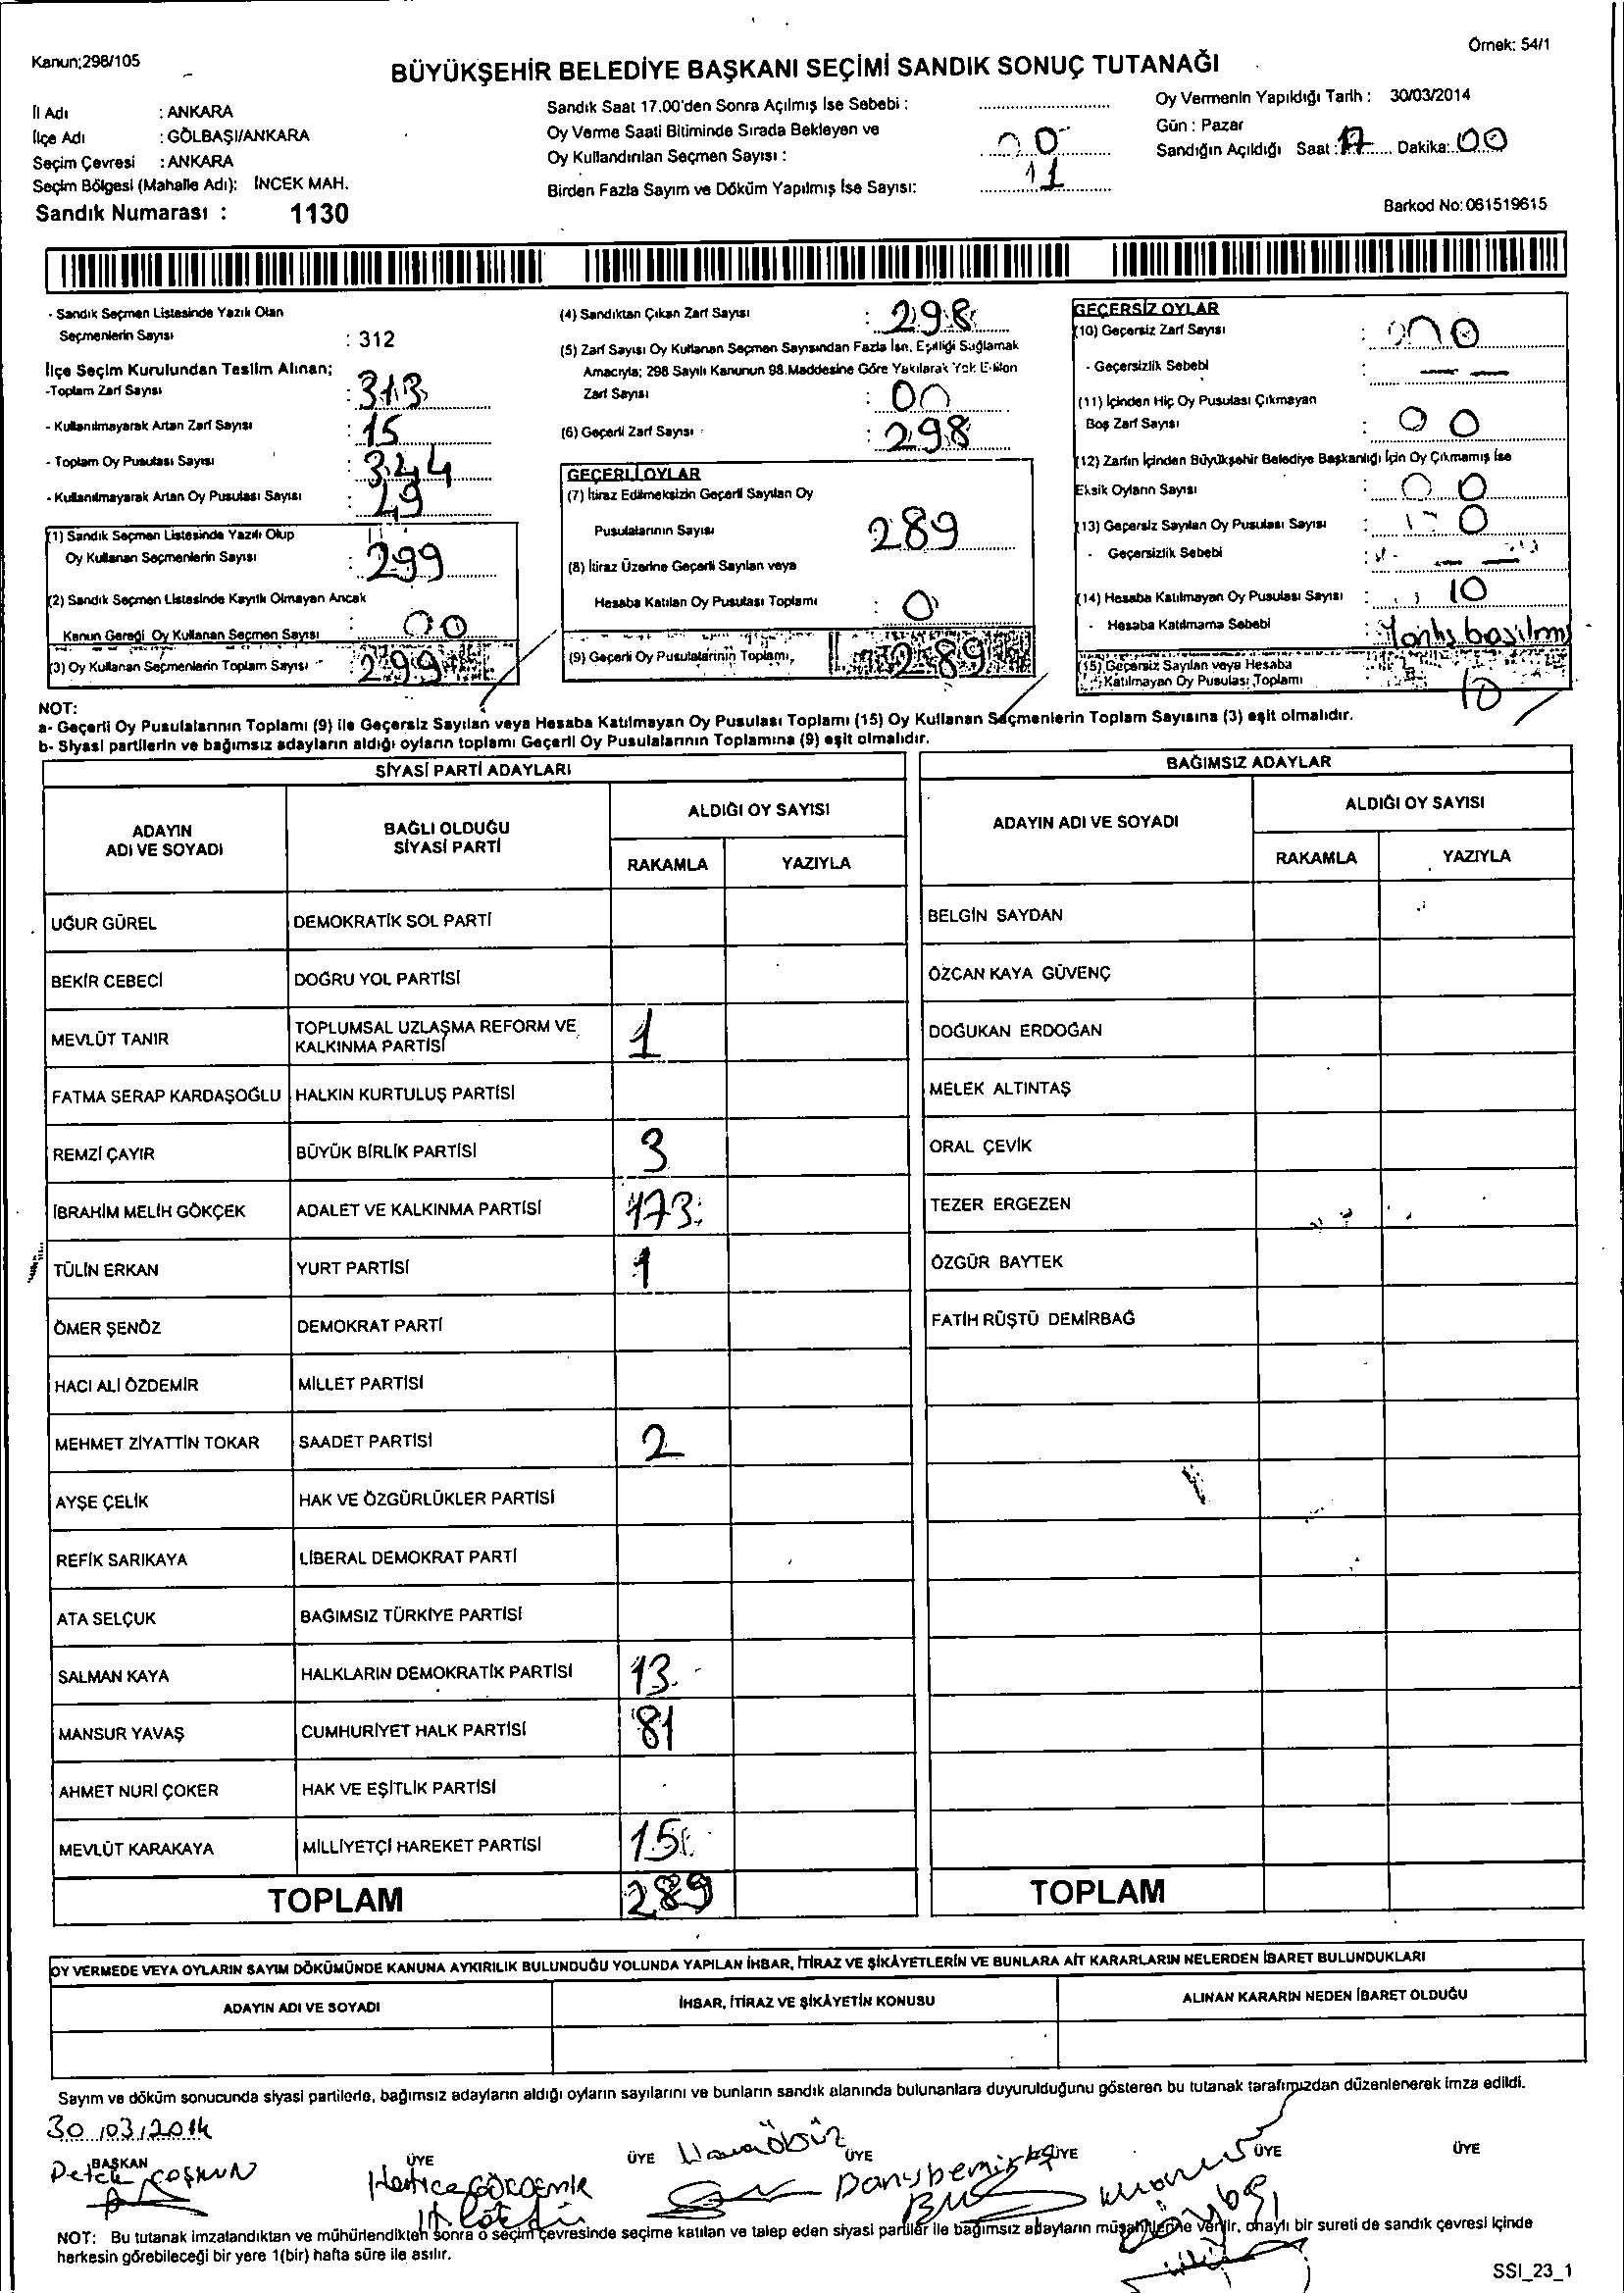 Kanun;298/105
Örnek: 54/1
BÜYÜKŞEHİR BELEDİYE BAŞKANI SEÇİMİ SANDIK SONUÇ TUTANAĞI
İl Adı : ANKARA
İlçe Adı : GÖLBAŞI/ANKARA
Seçim Çevresi : ANKARA
Seçim Bölgesi (Mahalle Adı): İNCEK MAH.
Sandık Numarası : 1130
Sandık Saat 17.00'den Sonra Açılmış İse Sebebi :
Oy Verme Saati Bitiminde Sırada Bekleyen ve
Oy Kullandırılan Seçmen Sayısı :
Birden Fazla Sayım ve Döküm Yapılmış İse Sayısı:
Oy Vermenin Yapıldığı Tarih : 30/03/2014
Gün : Pazar
Sandığın Açıldığı Saat : 17 Dakika: 00
Barkod No: 061519615
- Sandık Seçmen Listesinde Yazılı Olan
Seçmenlerin Sayısı : 312
İlçe Seçim Kurulundan Teslim Alınan;
-Toplam Zarf Sayısı : 313
- Kullanılmayarak Artan Zarf Sayısı : 15
- Toplam Oy Pusulası Sayısı : 344
- Kullanılmayarak Artan Oy Pusulası Sayısı :
(1) Sandık Seçmen Listesinde Yazılı Olup
Oy Kullanan Seçmenlerin Sayısı : 299
(2) Sandık Seçmen Listesinde Kayıtlı Olmayan Ancak
Kanun Gereği Oy Kullanan Seçmen Sayısı : 00
(3) Oy Kullanan Seçmenlerin Toplam Sayısı 299
(4) Sandıktan Çıkan Zarf Sayısı : 298
(5) Zarf Sayısı Oy Kullanan Seçmen Sayısından Fazla İse, Eşitliği Sağlamak
Amacıyla; 298 Sayılı Kanunun 98.Maddesine Göre Yakılarak Yok Edilen
Zarf Sayısı : 00
(6) Geçerli Zarf Sayısı : 298
GEÇERLİ OYLAR
(7) İtiraz Edilmeksizin Geçerli Sayılan Oy
Pusulalarının Sayısı 289
(8) İtiraz Üzerine Geçerli Sayılan veya
Hesaba Katılan Oy Pusulası Toplamı : 0
(9) Geçerli Oy Pusulalarının Toplamı, 289
GEÇERSİZ OYLAR
(10) Geçersiz Zarf Sayısı :
- Geçersizlik Sebebi : — —
(11) İçinden Hiç Oy Pusulası Çıkmayan
Boş Zarf Sayısı : 00
(12) Zarfın İçinden Büyükşehir Belediye Başkanlığı İçin Oy Çıkmamış İse
Eksik Oyların Sayısı : 00
(13) Geçersiz Sayılan Oy Pusulası Sayısı : 0
- Geçersizlik Sebebi : — —
(14) Hesaba Katılmayan Oy Pusulası Sayısı : 10
- Hesaba Katılmama Sebebi :
(15) Geçersiz Sayılan veya Hesaba
Katılmayan Oy Pusulası Toplamı 10
NOT:
a- Geçerli Oy Pusulalarının Toplamı (9) ile Geçersiz Sayılan veya Hesaba Katılmayan Oy Pusulası Toplamı (15) Oy Kullanan Seçmenlerin Toplam Sayısına (3) eşit olmalıdır.
b- Siyasi partilerin ve bağımsız adayların aldığı oyların toplamı Geçerli Oy Pusulalarının Toplamına (9) eşit olmalıdır.
SİYASİ PARTİ ADAYLARI
ADAYIN
ADI VE SOYADI
BAĞLI OLDUĞU
SİYASİ PARTİ
ALDIĞI OY SAYISI
RAKAMLA YAZIYLA
UĞUR GÜREL DEMOKRATİK SOL PARTİ
BEKİR CEBECİ DOĞRU YOL PARTİSİ
MEVLÜT TANIR TOPLUMSAL UZLAŞMA REFORM VE
KALKINMA PARTİSİ 1
FATMA SERAP KARDAŞOĞLU HALKIN KURTULUŞ PARTİSİ
REMZİ ÇAYIR BÜYÜK BİRLİK PARTİSİ 3
İBRAHİM MELİH GÖKÇEK ADALET VE KALKINMA PARTİSİ 173
TÜLİN ERKAN YURT PARTİSİ 1
ÖMER ŞENÖZ DEMOKRAT PARTİ
HACI ALİ ÖZDEMİR MİLLET PARTİSİ
MEHMET ZİYATTİN TOKAR SAADET PARTİSİ 2
AYŞE ÇELİK HAK VE ÖZGÜRLÜKLER PARTİSİ
REFİK SARIKAYA LİBERAL DEMOKRAT PARTİ
ATA SELÇUK BAĞIMSIZ TÜRKİYE PARTİSİ
SALMAN KAYA HALKLARIN DEMOKRATİK PARTİSİ 13
MANSUR YAVAŞ CUMHURİYET HALK PARTİSİ 81
AHMET NURİ ÇOKER HAK VE EŞİTLİK PARTİSİ
MEVLÜT KARAKAYA MİLLİYETÇİ HAREKET PARTİSİ 15
TOPLAM 289
BAĞIMSIZ ADAYLAR
ADAYIN ADI VE SOYADI
ALDIĞI OY SAYISI
RAKAMLA YAZIYLA
BELGİN SAYDAN
ÖZCAN KAYA GÜVENÇ
DOĞUKAN ERDOĞAN
MELEK ALTINTAŞ
ORAL ÇEVİK
TEZER ERGEZEN
ÖZGÜR BAYTEK
FATİH RÜŞTÜ DEMİRBAĞ
TOPLAM
OY VERMEDE VEYA OYLARIN SAYIM DÖKÜMÜNDE KANUNA AYKIRILIK BULUNDUĞU YOLUNDA YAPILAN İHBAR, İTİRAZ VE ŞİKÂYETLERİN VE BUNLARA AİT KARARLARIN NELERDEN İBARET BULUNDUKLARI
ADAYIN ADI VE SOYADI İHBAR, İTİRAZ VE ŞİKÂYETİN KONUSU ALINAN KARARIN NEDEN İBARET OLDUĞU
Sayım ve döküm sonucunda siyasi partilerle, bağımsız adayların aldığı oyların sayılarını ve bunların sandık alanında bulunanlara duyurulduğunu gösteren bu tutanak tarafımızdan düzenlenerek imza edildi.
30/03/2014
BAŞKAN ÜYE ÜYE ÜYE ÜYE ÜYE ÜYE
COŞKUN
NOT: Bu tutanak imzalandıktan ve mühürlendikten sonra o seçim çevresinde seçime katılan ve talep eden siyasi partiler ile bağımsız adayların müşahitlerine verilir, onaylı bir sureti de sandık çevresi içinde
herkesin görebileceği bir yere 1(bir) hafta süre ile asılır.
SSI_23_1